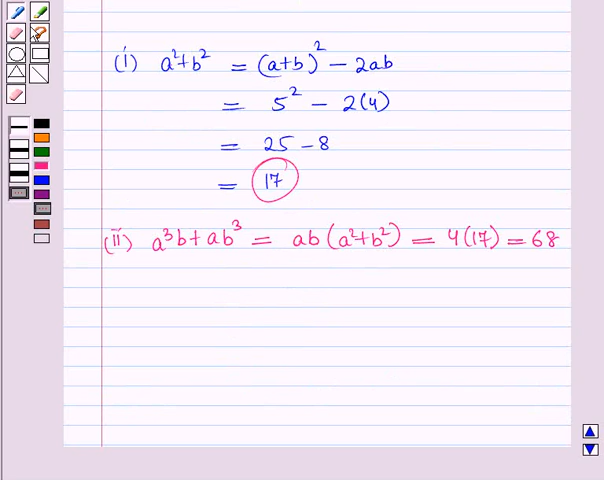 (i) a²+b² = (a+b)² - 2ab
= 5² - 2(4)
= 25 - 8
= 17
(ii) a³b + ab³ = ab(a²+b²) = 4(17) = 68